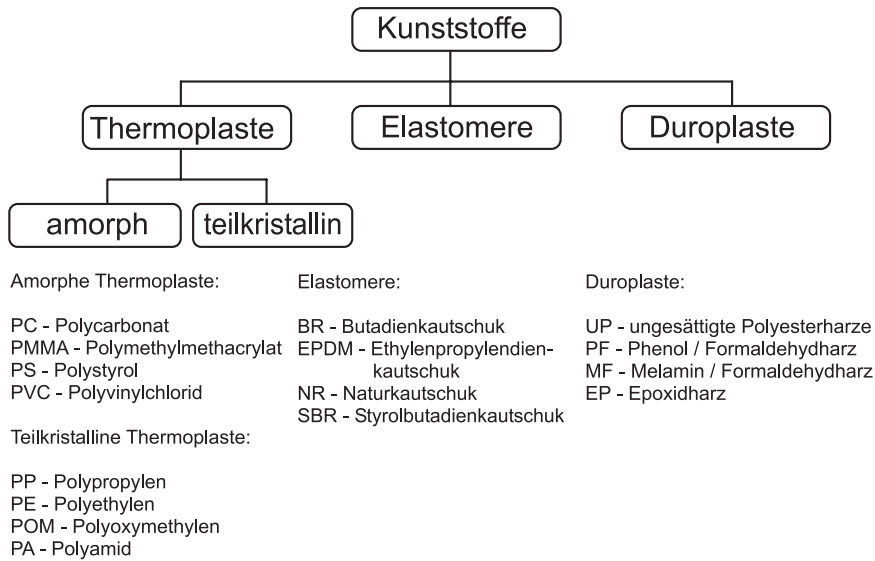 Kunststoffe
Thermoplaste
Elastomere
Duroplaste
amorph
teilkristallin
Amorphe Thermoplaste:
PC - Polycarbonat
PMMA - Polymethylmethacrylat
PS - Polystyrol
PVC - Polyvinylchlorid
Teilkristalline Thermoplaste:
PP - Polypropylen
PE - Polyethylen
POM - Polyoxymethylen
PA - Polyamid
Elastomere:
BR - Butadienkautschuk
EPDM - Ethylenpropylendien-
kautschuk
NR - Naturkautschuk
SBR - Styrolbutadienkautschuk
Duroplaste:
UP - ungesättigte Polyesterharze
PF - Phenol / Formaldehydharz
MF - Melamin / Formaldehydharz
EP - Epoxidharz